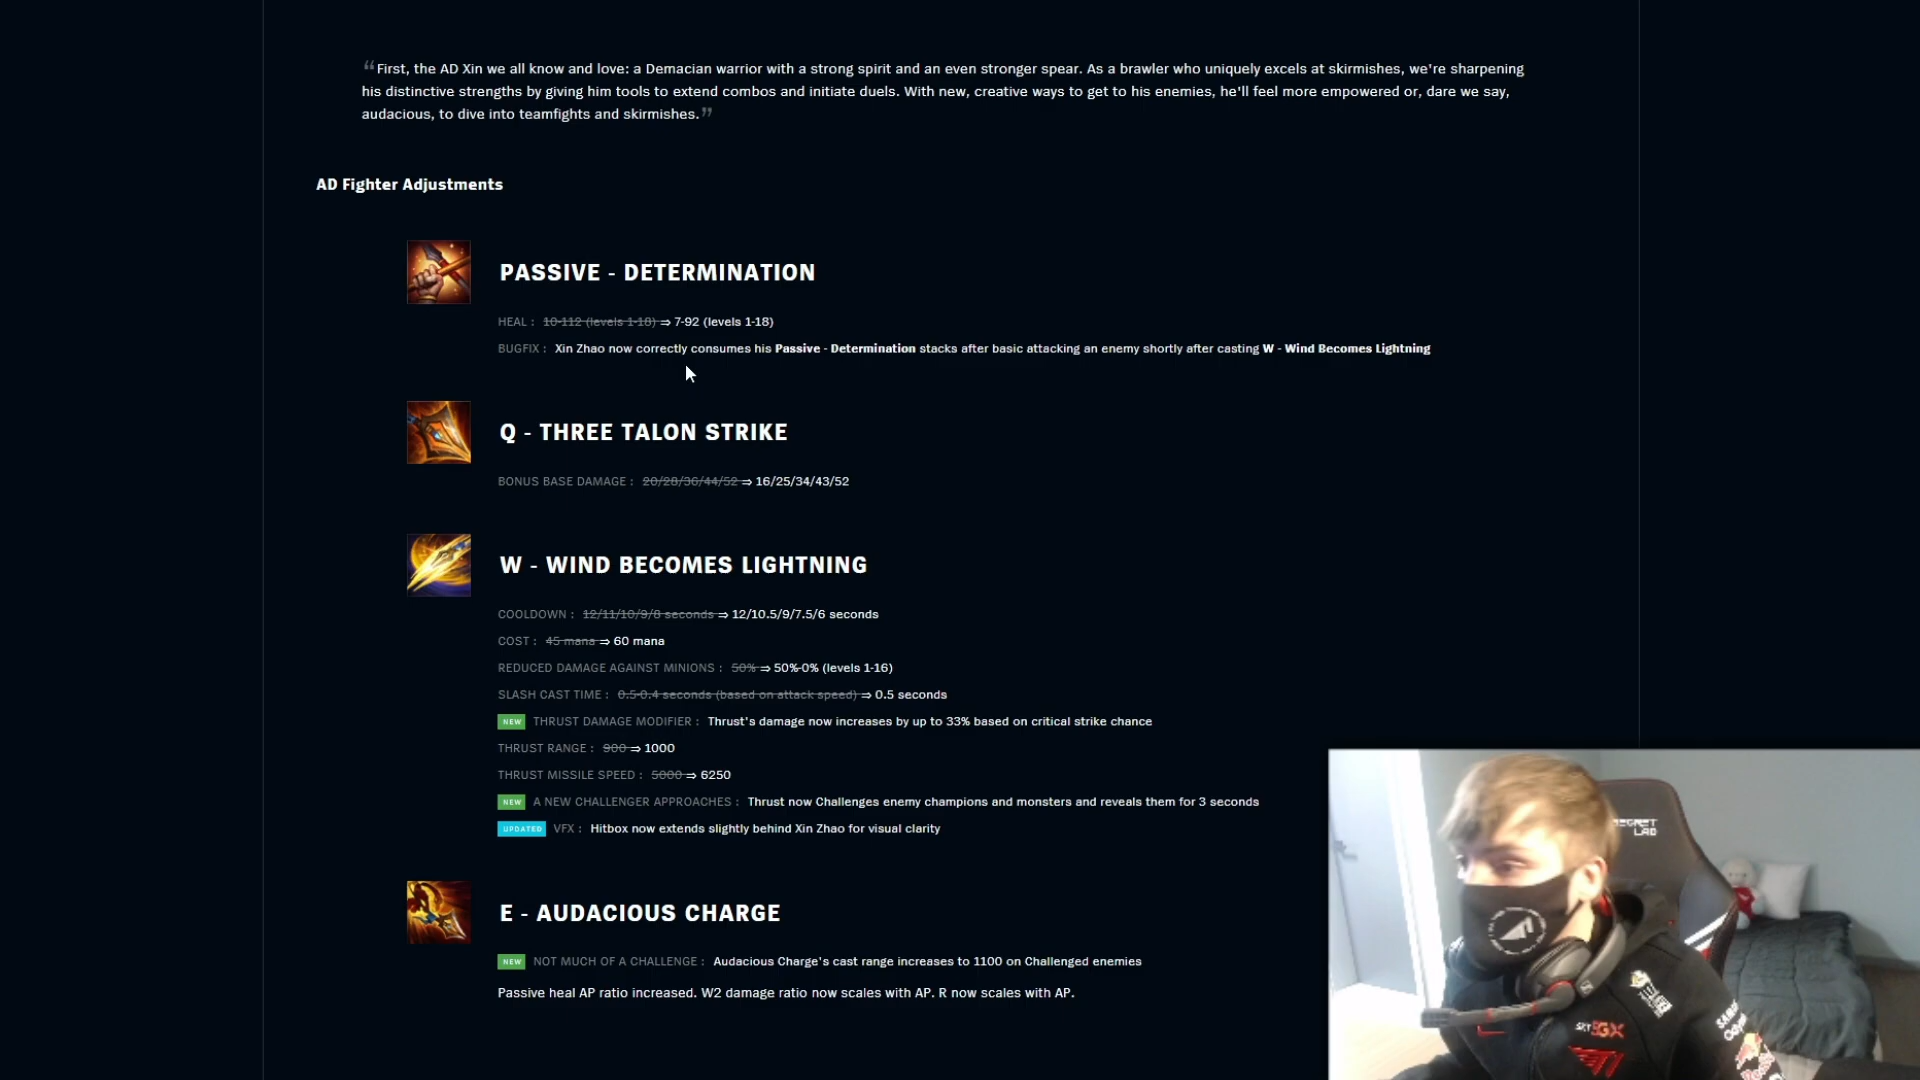 “First, the AD Xin we all know and love: a Demacian warrior with a strong spirit and an even stronger spear. As a brawler who uniquely excels at skirmishes, we're sharpening
his distinctive strengths by giving him tools to extend combos and initiate duels. With new, creative ways to get to his enemies, he'll feel more empowered or, dare we say,
audacious, to dive into teamfights and skirmishes.”
AD Fighter Adjustments
PASSIVE - DETERMINATION
HEAL : 10-112 (levels 1-18) ⇒ 7-92 (levels 1-18)
BUGFIX : Xin Zhao now correctly consumes his Passive - Determination stacks after basic attacking an enemy shortly after casting W - Wind Becomes Lightning
Q - THREE TALON STRIKE
BONUS BASE DAMAGE : 20/28/36/44/52 ⇒ 16/25/34/43/52
W - WIND BECOMES LIGHTNING
COOLDOWN : 12/11/10/9/8 seconds ⇒ 12/10.5/9/7.5/6 seconds
COST : 45 mana ⇒ 60 mana
REDUCED DAMAGE AGAINST MINIONS : 50% ⇒ 50%-0% (levels 1-16)
SLASH CAST TIME : 0.5-0.4 seconds (based on attack speed) ⇒ 0.5 seconds
NEW THRUST DAMAGE MODIFIER : Thrust's damage now increases by up to 33% based on critical strike chance
THRUST RANGE : 900 ⇒ 1000
THRUST MISSILE SPEED : 5000 ⇒ 6250
NEW A NEW CHALLENGER APPROACHES : Thrust now Challenges enemy champions and monsters and reveals them for 3 seconds
UPDATED VFX : Hitbox now extends slightly behind Xin Zhao for visual clarity
E - AUDACIOUS CHARGE
NEW NOT MUCH OF A CHALLENGE : Audacious Charge's cast range increases to 1100 on Challenged enemies
Passive heal AP ratio increased. W2 damage ratio now scales with AP. R now scales with AP.
SECRET
LAB
T1